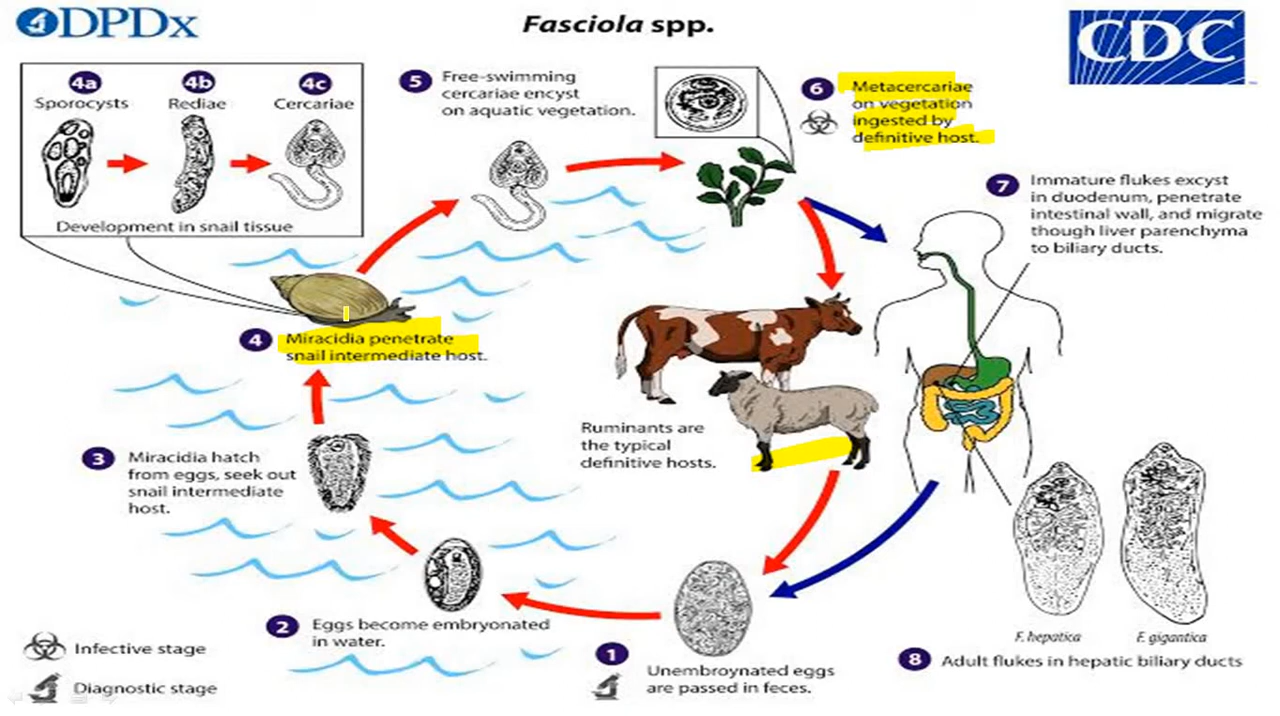 DPDx
Fasciola spp.
CDC
4a
4b
4c
Sporocysts
Rediae
Cercariae
Development in snail tissue
5
Free-swimming
cercariae encyst
on aquatic vegetation.
6
Metacercariae
on vegetation
ingested by
definitive host.
7
Immature flukes excyst
in duodenum, penetrate
intestinal wall, and migrate
though liver parenchyma
to biliary ducts.
4
Miracidia penetrate
snail intermediate host.
Ruminants are
the typical
definitive hosts.
3
Miracidia hatch
from eggs, seek out
snail intermediate
host.
2
Eggs become embryonated
in water.
1
Unembroynated eggs
are passed in feces.
F. hepatica
F. gigantica
8
Adult flukes in hepatic biliary ducts
Infective stage
Diagnostic stage